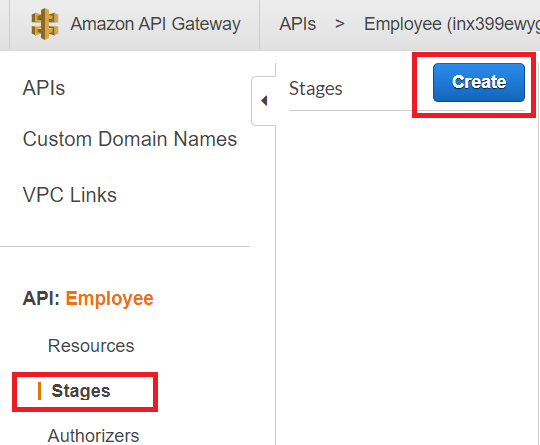 Amazon API Gateway APIs > Employee (inx399ewyg
APIs
Custom Domain Names
VPC Links
API: Employee
Resources
Stages
Authorizers
Stages Create